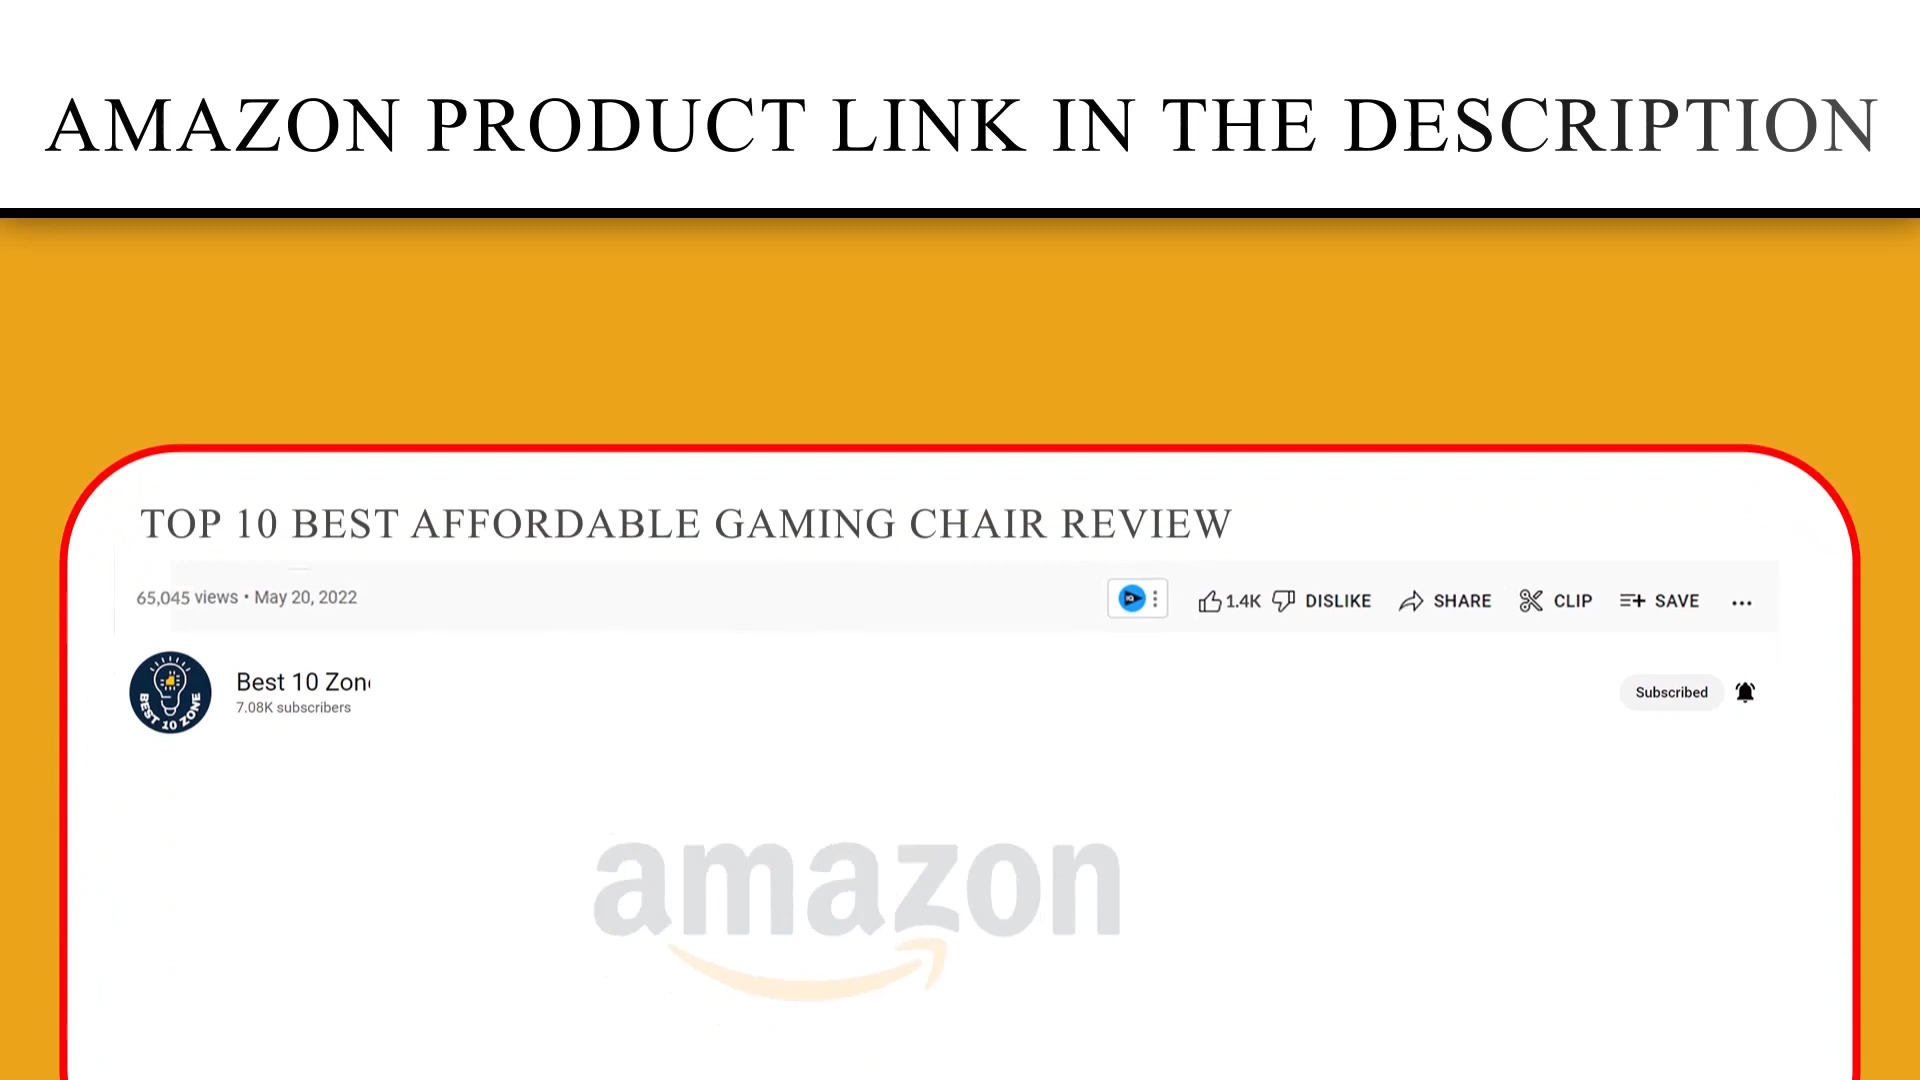 AMAZON PRODUCT LINK IN THE DESCRIPTION
TOP 10 BEST AFFORDABLE GAMING CHAIR REVIEW
65,045 views • May 20, 2022
1.4K DISLIKE SHARE CLIP SAVE ...
BEST 10 ZONE
Best 10 Zone
7.08K subscribers
Subscribed
amazon